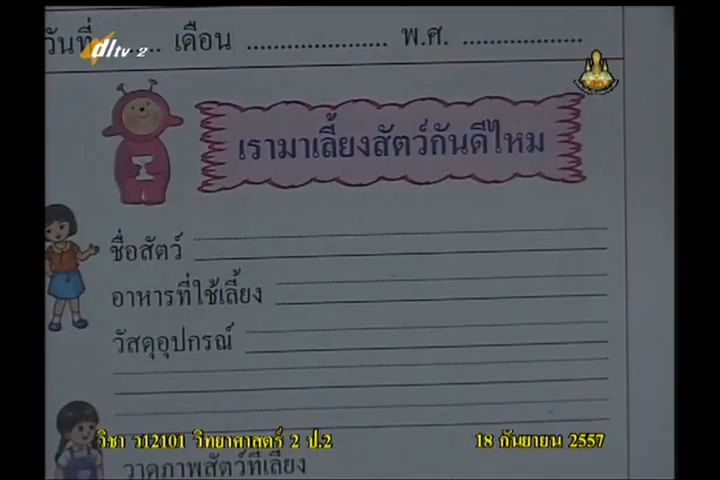 วันที่ ....... เดือน ..................... พ.ศ. ..................
dltv 2
เรามาเลี้ยงสัตว์กันดีไหม
ชื่อสัตว์
อาหารที่ใช้เลี้ยง
วัสดุอุปกรณ์
วิชา ว12101 วิทยาศาสตร์ 2 ป.2
18 กันยายน 2557
วาดภาพสัตว์ที่เลี้ยง